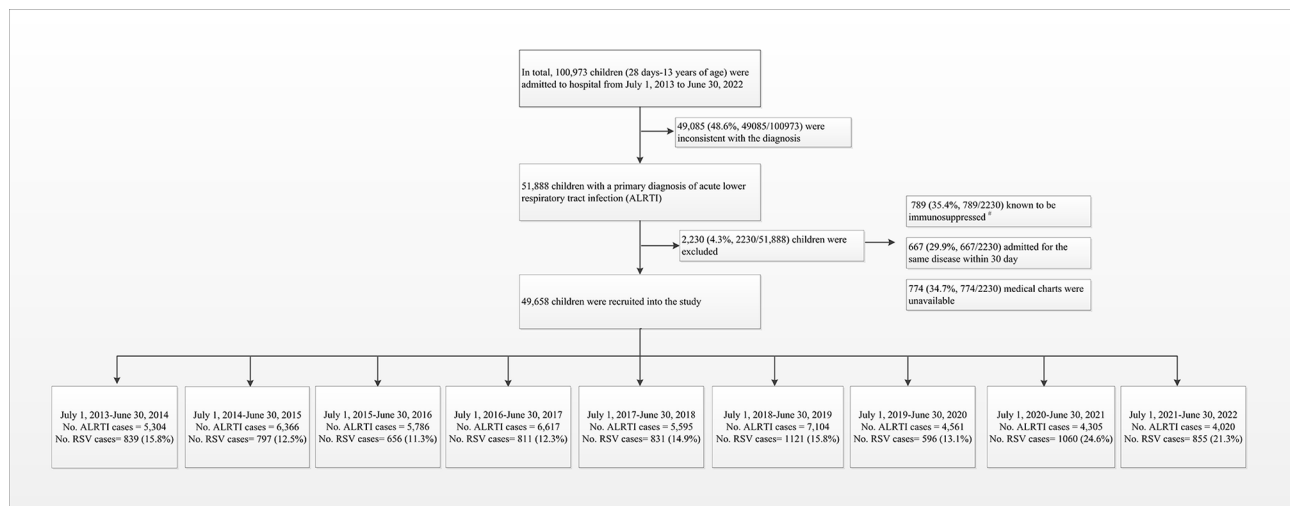 In total, 100,973 children (28 days-13 years of age) were
admitted to hospital from July 1, 2013 to June 30, 2022
49,085 (48.6%, 49085/100973) were
inconsistent with the diagnosis
51,888 children with a primary diagnosis of acute lower
respiratory tract infection (ALRTI)
2,230 (4.3%, 2230/51,888) children were
excluded
789 (35.4%, 789/2230) known to be
immunosuppressed #
667 (29.9%, 667/2230) admitted for the
same disease within 30 day
774 (34.7%, 774/2230) medical charts were
unavailable
49,658 children were recruited into the study
July 1, 2013-June 30, 2014
No. ALRTI cases = 5,304
No. RSV cases= 839 (15.8%)
July 1, 2014-June 30, 2015
No. ALRTI cases = 6,366
No. RSV cases= 797 (12.5%)
July 1, 2015-June 30, 2016
No. ALRTI cases = 5,786
No. RSV cases= 656 (11.3%)
July 1, 2016-June 30, 2017
No. ALRTI cases = 6,617
No. RSV cases= 811 (12.3%)
July 1, 2017-June 30, 2018
No. ALRTI cases = 5,595
No. RSV cases= 831 (14.9%)
July 1, 2018-June 30, 2019
No. ALRTI cases = 7,104
No. RSV cases= 1121 (15.8%)
July 1, 2019-June 30, 2020
No. ALRTI cases = 4,561
No. RSV cases= 596 (13.1%)
July 1, 2020-June 30, 2021
No. ALRTI cases = 4,305
No. RSV cases= 1060 (24.6%)
July 1, 2021-June 30, 2022
No. ALRTI cases = 4,020
No. RSV cases= 855 (21.3%)